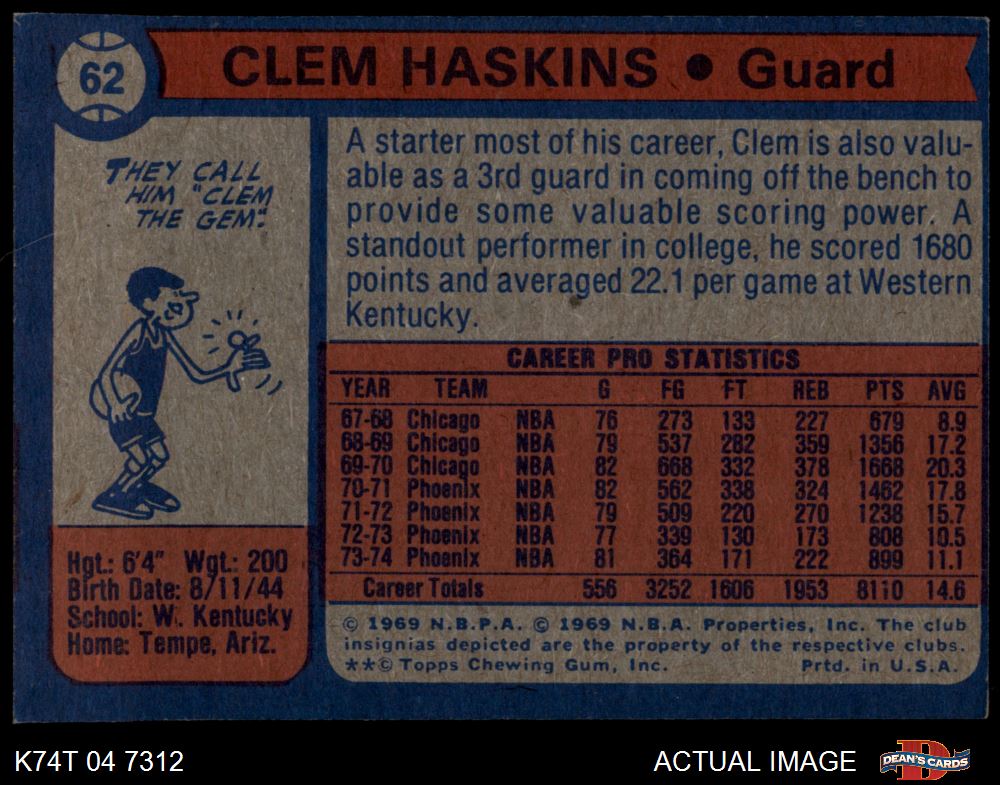 62
CLEM HASKINS • Guard
THEY CALL
HIM "CLEM
THE GEM."
A starter most of his career, Clem is also valu-
able as a 3rd guard in coming off the bench to
provide some valuable scoring power. A
standout performer in college, he scored 1680
points and averaged 22.1 per game at Western
Kentucky.
CAREER PRO STATISTICS
YEAR TEAM G FG FT REB PTS AVG
67-68 Chicago NBA 76 273 133 227 679 8.9
68-69 Chicago NBA 79 537 282 359 1356 17.2
69-70 Chicago NBA 82 668 332 378 1668 20.3
70-71 Phoenix NBA 82 562 338 324 1462 17.8
71-72 Phoenix NBA 79 509 220 270 1238 15.7
72-73 Phoenix NBA 77 339 130 173 808 10.5
73-74 Phoenix NBA 81 364 171 222 899 11.1
Career Totals 556 3252 1606 1953 8110 14.6
Hgt.: 6'4" Wgt.: 200
Birth Date: 8/11/44
School: W. Kentucky
Home: Tempe, Ariz.
© 1969 N.B.P.A. © 1969 N.B.A. Properties, Inc. The club
insignias depicted are the property of the respective clubs.
**© Topps Chewing Gum, Inc. Prtd. in U.S.A.
K74T 04 7312
ACTUAL IMAGE
D
DEAN'S CARDS